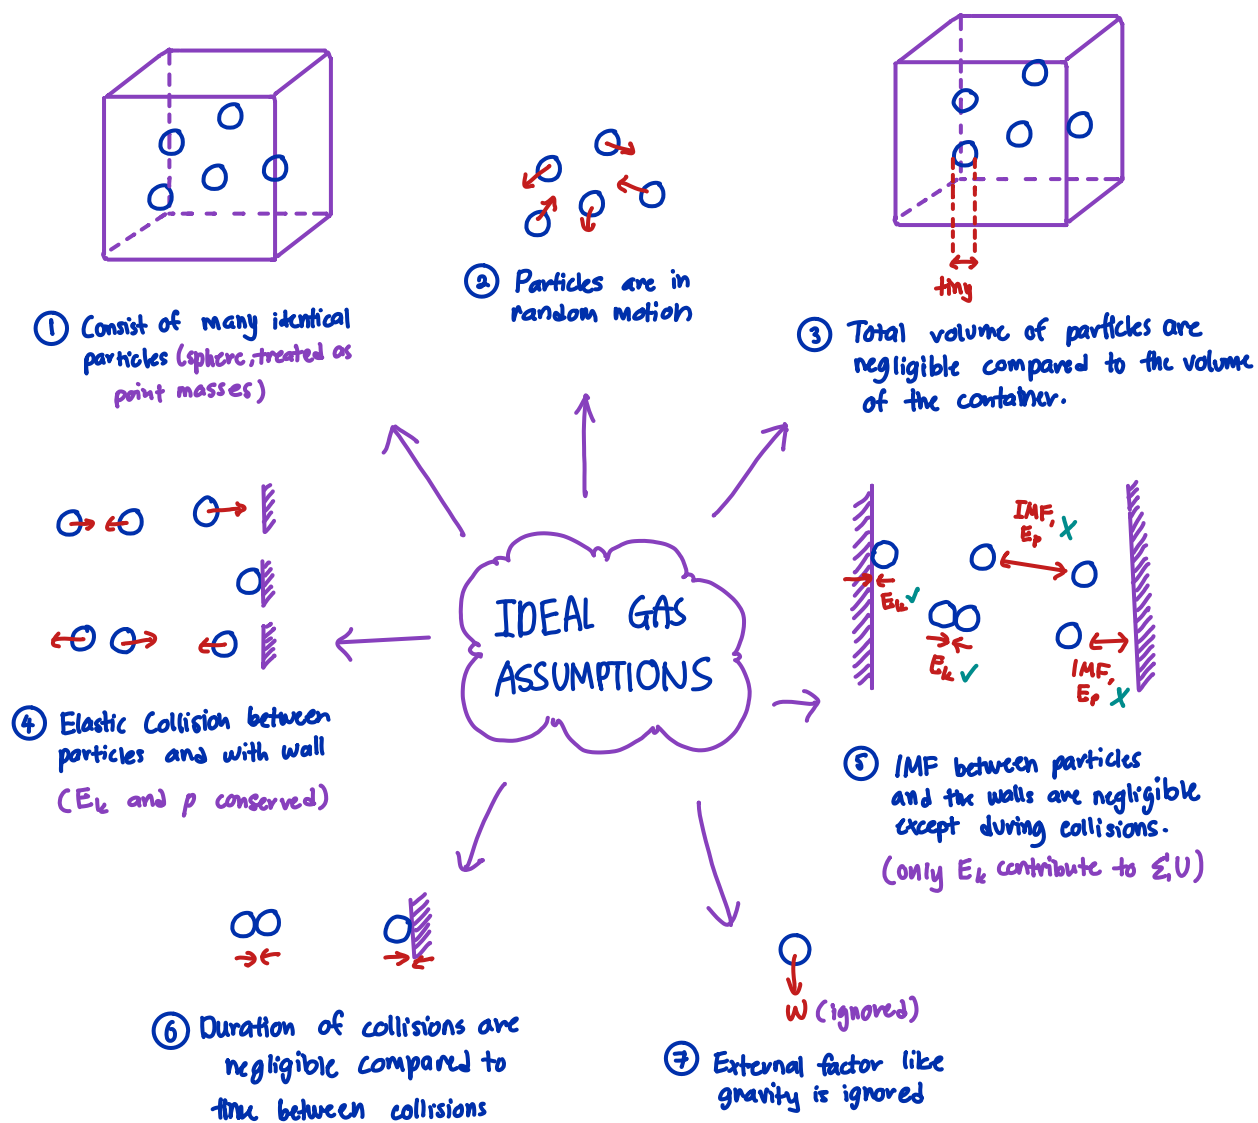 IDEAL GAS
ASSUMPTIONS
① Consist of many identical
particles (sphere, treated as
point masses)
② Particles are in
random motion
tiny
③ Total volume of particles are
negligible compared to the volume
of the container.
④ Elastic Collision between
particles and with wall
(Ek and p conserved)
IMF,
Ep X
Ek ✓
Ek ✓
IMF,
Ep X
⑤ IMF between particles
and the walls are negligible
except during collisions.
(only Ek contribute to ΣU)
⑥ Duration of collisions are
negligible compared to
time between collisions
W (ignored)
⑦ External factor like
gravity is ignored